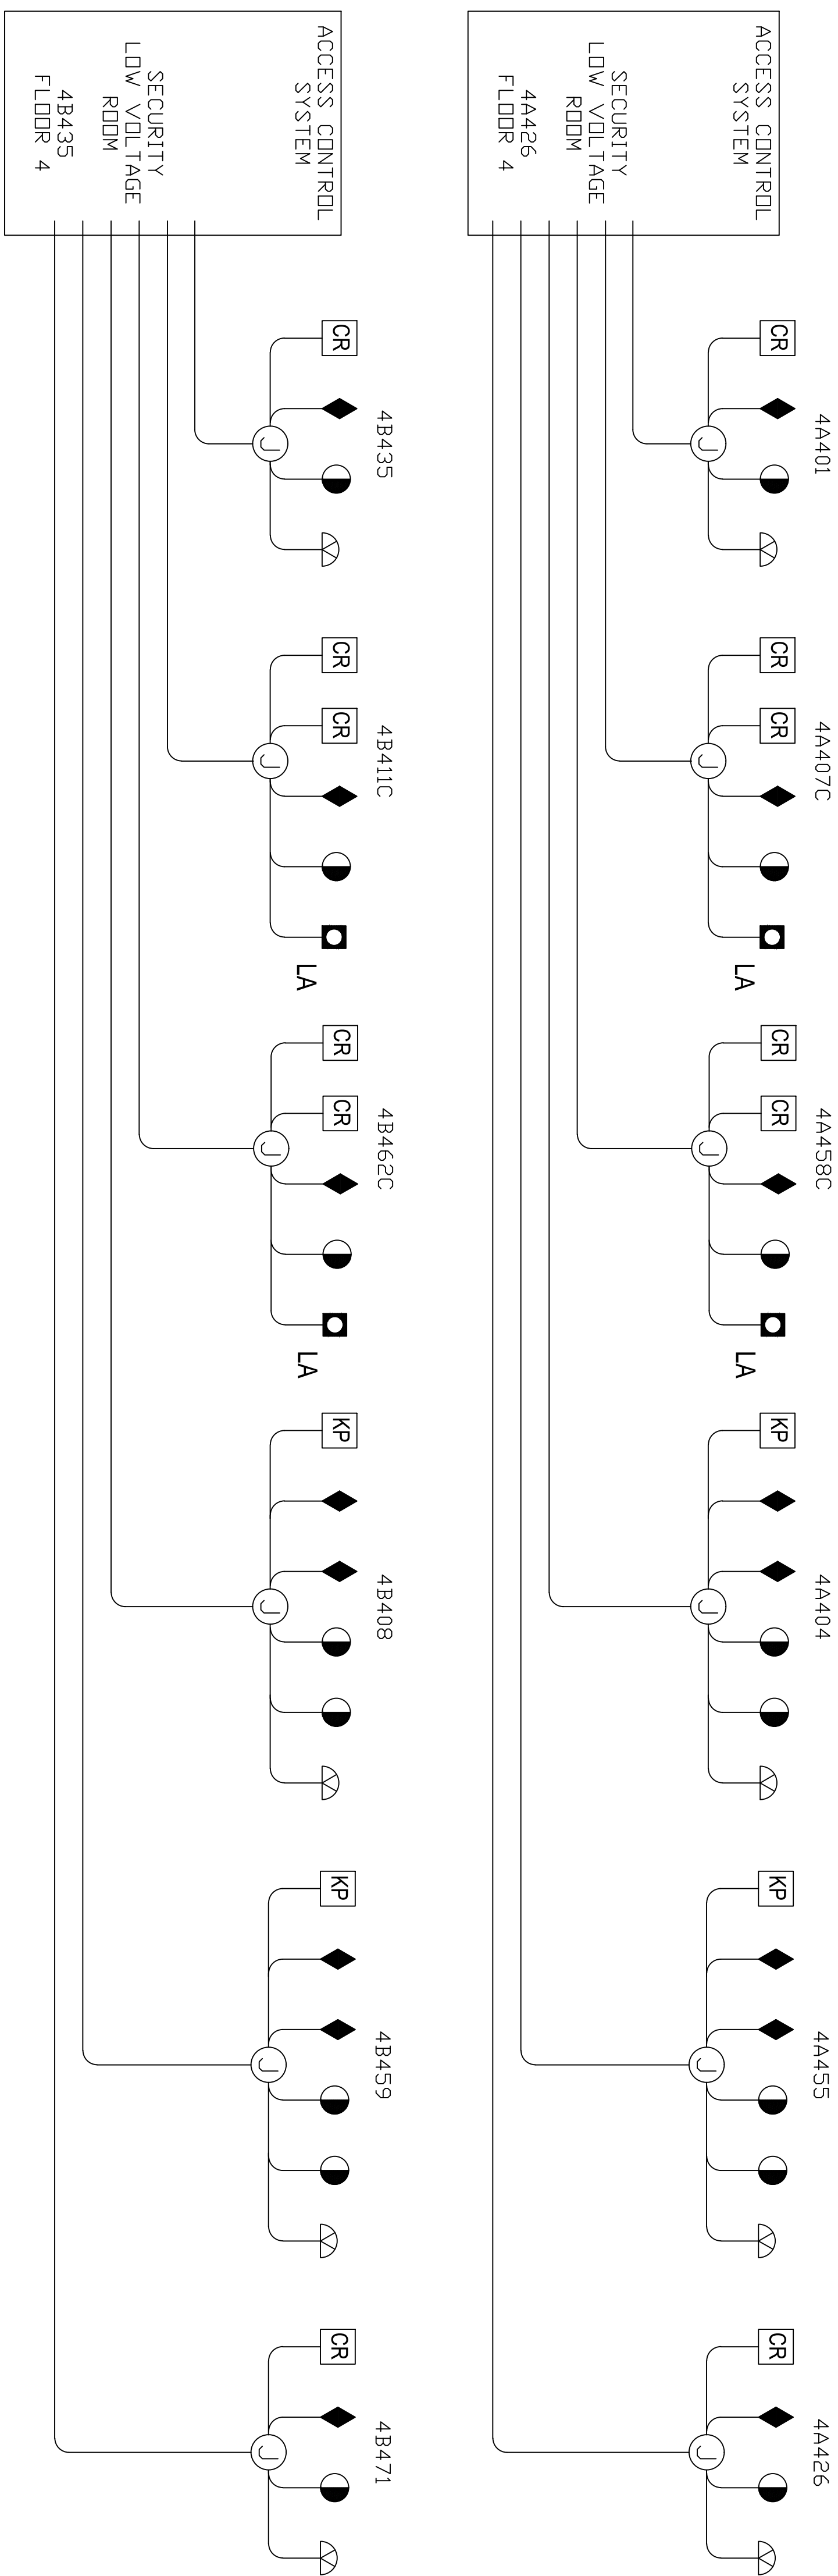 ACCESS CONTROL
SYSTEM
SECURITY
LOW VOLTAGE
ROOM
4A426
FLOOR 4
4A401
CR
J
4A407C
CR
CR
J
LA
4A458C
CR
CR
J
LA
4A404
KP
J
4A455
KP
J
4A426
CR
J
ACCESS CONTROL
SYSTEM
SECURITY
LOW VOLTAGE
ROOM
4B435
FLOOR 4
4B435
CR
J
4B411C
CR
CR
J
LA
4B462C
CR
CR
J
LA
4B408
KP
J
4B459
KP
J
4B471
CR
J